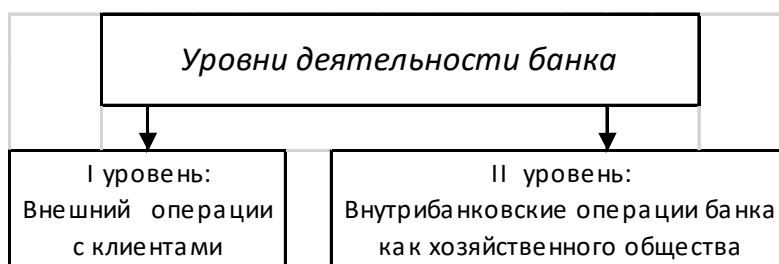 Уровни деятельности банка
I уровень:
Внешний операции
с клиентами
II уровень:
Внутрибанковские операции банка
как хозяйственного общества